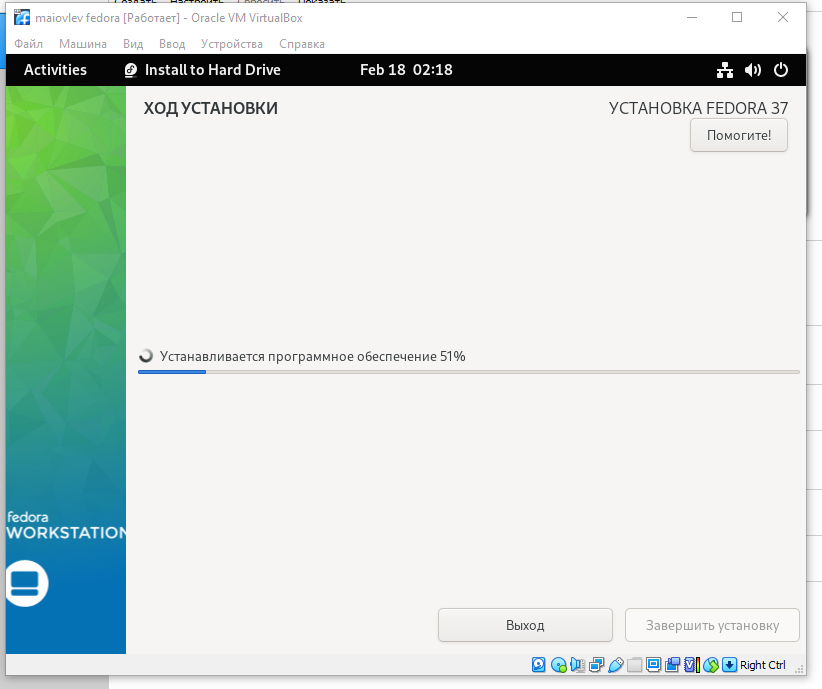 maiovlev fedora [Работает] - Oracle VM VirtualBox
Файл Машина Вид Ввод Устройства Справка
Activities Install to Hard Drive Feb 18 02:18
ХОД УСТАНОВКИ УСТАНОВКА FEDORA 37
Помогите!
Устанавливается программное обеспечение 51%
fedora
WORKSTATION
Выход Завершить установку
Right Ctrl